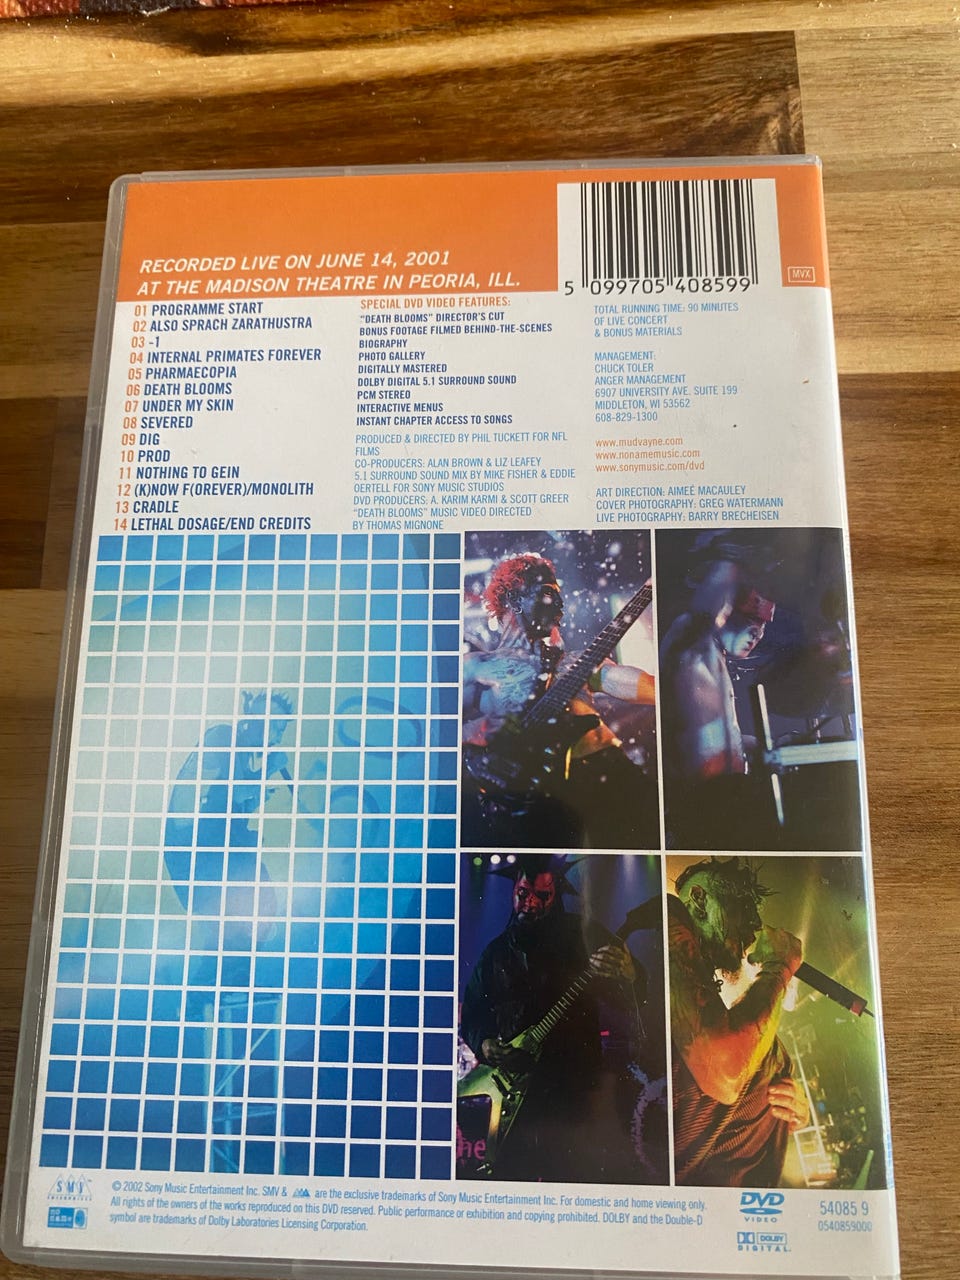 RECORDED LIVE ON JUNE 14, 2001
AT THE MADISON THEATRE IN PEORIA, ILL.
5 099705 408599
MVX
01 PROGRAMME START
02 ALSO SPRACH ZARATHUSTRA
03 -1
04 INTERNAL PRIMATES FOREVER
05 PHARMAECOPIA
06 DEATH BLOOMS
07 UNDER MY SKIN
08 SEVERED
09 DIG
10 PROD
11 NOTHING TO GEIN
12 (K)NOW F(OREVER)/MONOLITH
13 CRADLE
14 LETHAL DOSAGE/END CREDITS
SPECIAL DVD VIDEO FEATURES:
"DEATH BLOOMS" DIRECTOR'S CUT
BONUS FOOTAGE FILMED BEHIND-THE-SCENES
BIOGRAPHY
PHOTO GALLERY
DIGITALLY MASTERED
DOLBY DIGITAL 5.1 SURROUND SOUND
PCM STEREO
INTERACTIVE MENUS
INSTANT CHAPTER ACCESS TO SONGS
PRODUCED & DIRECTED BY PHIL TUCKETT FOR NFL
FILMS
CO-PRODUCERS: ALAN BROWN & LIZ LEAFEY
5.1 SURROUND SOUND MIX BY MIKE FISHER & EDDIE
OERTELL FOR SONY MUSIC STUDIOS
DVD PRODUCERS: A. KARIM KARMI & SCOTT GREER
"DEATH BLOOMS" MUSIC VIDEO DIRECTED
BY THOMAS MIGNONE
TOTAL RUNNING TIME: 90 MINUTES
OF LIVE CONCERT
& BONUS MATERIALS
MANAGEMENT:
CHUCK TOLER
ANGER MANAGEMENT
6907 UNIVERSITY AVE. SUITE 199
MIDDLETON, WI 53562
608-829-1300
www.mudvayne.com
www.nonamemusic.com
www.sonymusic.com/dvd
ART DIRECTION: AIMEÉ MACAULEY
COVER PHOTOGRAPHY: GREG WATERMANN
LIVE PHOTOGRAPHY: BARRY BRECHEISEN
he
SMV
ENTERPRISES
© 2002 Sony Music Entertainment Inc. SMV & are the exclusive trademarks of Sony Music Entertainment Inc. For domestic and home viewing only.
All rights of the owners of the works reproduced on this DVD reserved. Public performance or exhibition and copying prohibited. DOLBY and the Double-D
symbol are trademarks of Dolby Laboratories Licensing Corporation.
DVD
VIDEO
DOLBY
DIGITAL
54085 9
0540859000